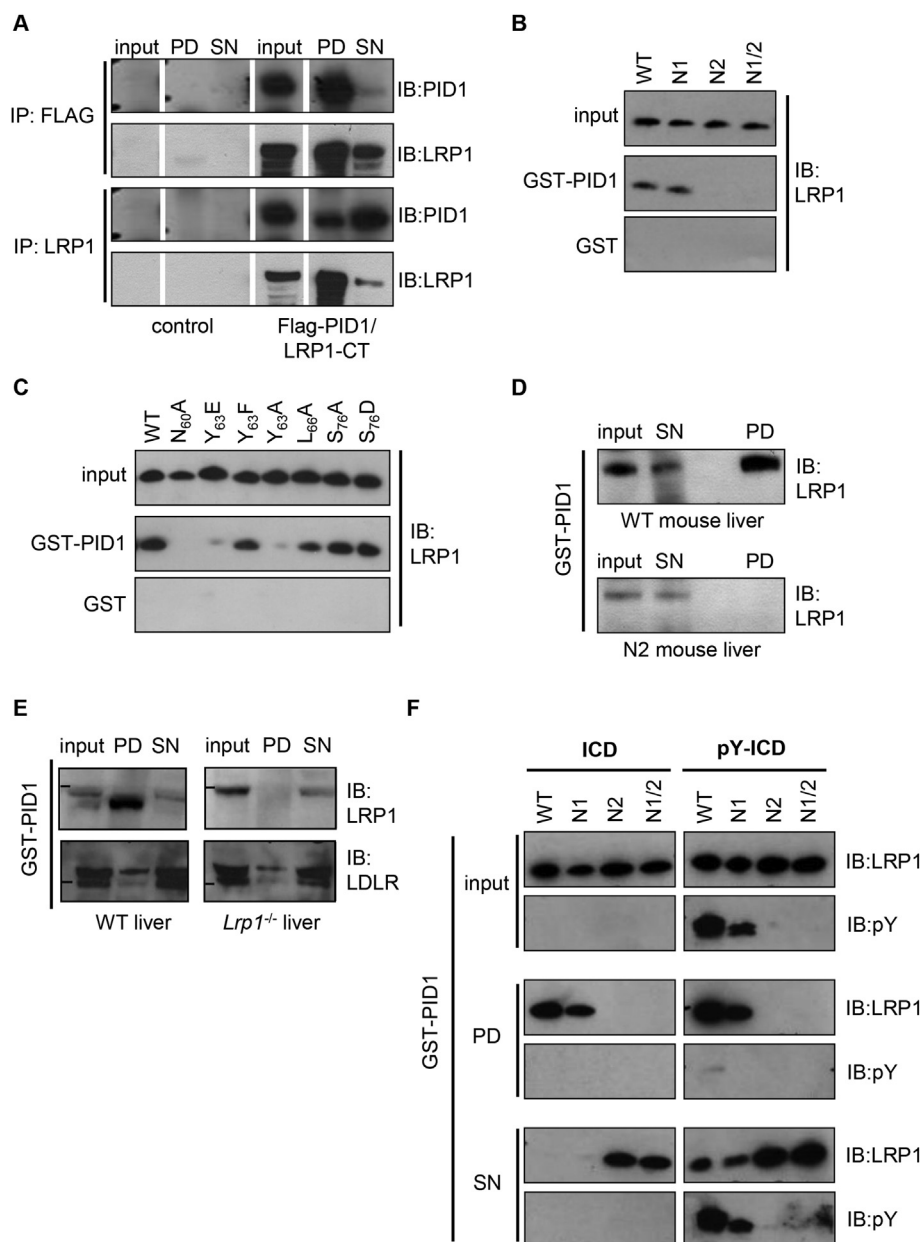 A
input PD SN input PD SN
IP: FLAG
IB:PID1
IB:LRP1
IP: LRP1
IB:PID1
IB:LRP1
control
Flag-PID1/
LRP1-CT
B
WT N1 N2 N1/2
input
GST-PID1
GST
IB:
LRP1
C
WT N60A Y63E Y63F Y63A L66A S76A S76D
input
GST-PID1
GST
IB:
LRP1
D
GST-PID1
input SN PD
IB:
LRP1
WT mouse liver
input SN PD
IB:
LRP1
N2 mouse liver
E
GST-PID1
input PD SN input PD SN
IB:
LRP1
IB:
LDLR
WT liver
Lrp1-/- liver
F
ICD pY-ICD
WT N1 N2 N1/2 WT N1 N2 N1/2
GST-PID1
input
IB:LRP1
IB:pY
PD
IB:LRP1
IB:pY
SN
IB:LRP1
IB:pY